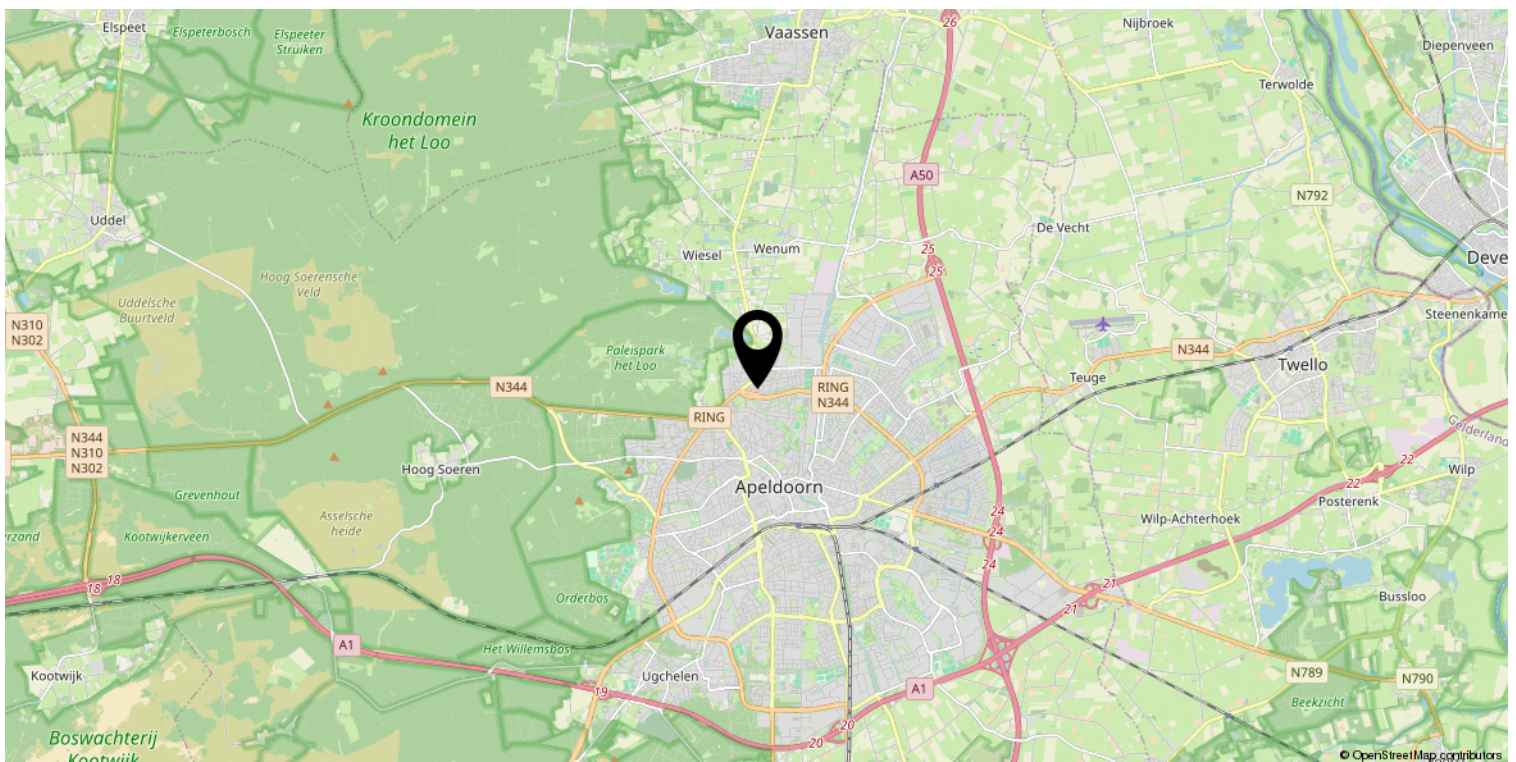 Elspeet
Elspeterbosch
Elspeeter
Struiken
Vaassen
26
Nijbroek
Diepenveen
Terwolde
Kroondomein
het Loo
A50
N792
Uddel
De Vecht
Wiesel
Wenum
25
25
Deve
Hoog Soerensche
Veld
Uddelsche
Buurtveld
Steenenkame
N310
N302
Paleispark
het Loo
N344
Twello
Teuge
N344
RING
N344
RING
N344
N310
N302
Gelderland
Hoog Soeren
22
Wilp
22
Posterenk
Apeldoorn
Grevenhout
Asselsche
heide
24
Wilp-Achterhoek
24
erzand
Kootwijkerveen
24
18
18
21
21
Bussloo
Orderbos
A1
Het Willemsbos
Kootwijk
Ugchelen
N789
N790
19
A1
Beekzicht
20
20
Boswachterij
Kootwijk
© OpenStreetMap contributors